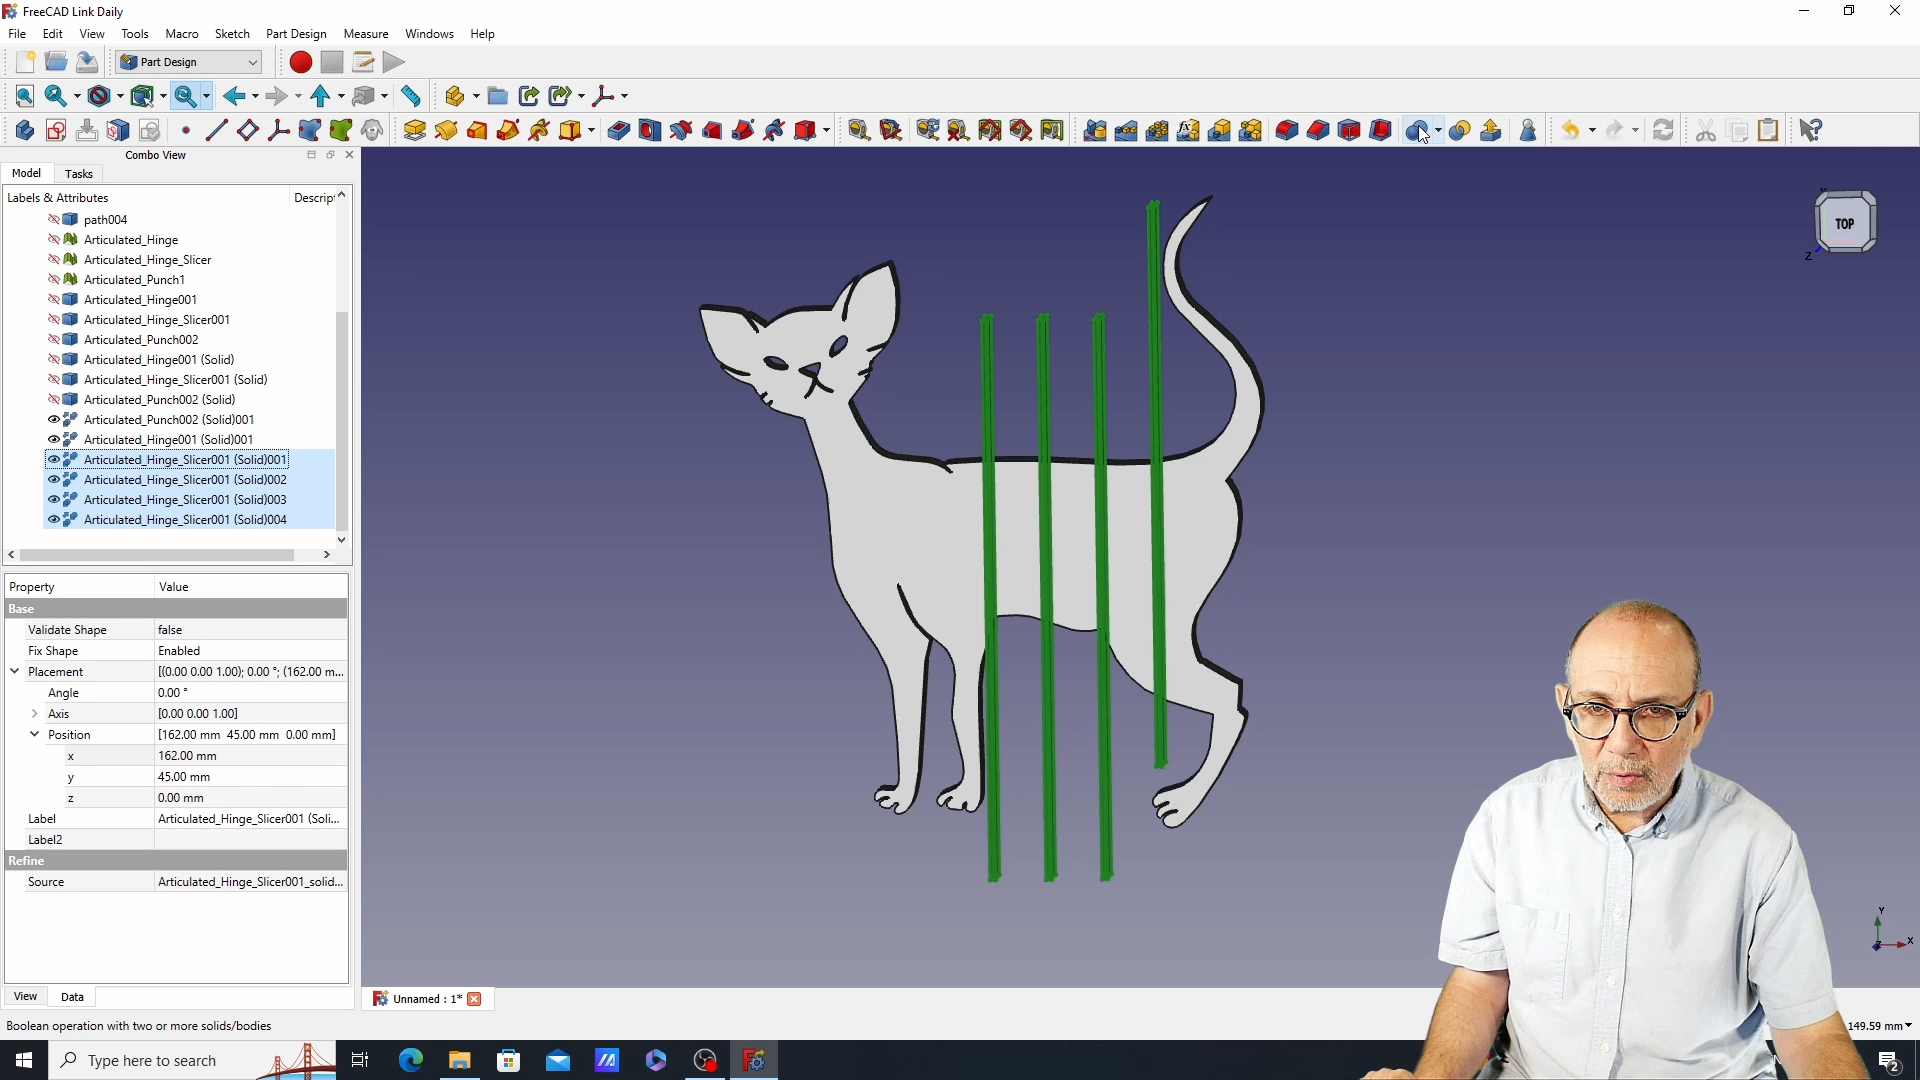 FreeCAD Link Daily
File Edit View Tools Macro Sketch Part Design Measure Windows Help
Part Design
Combo View
Model Tasks
Labels & Attributes Descript
path004
Articulated_Hinge
Articulated_Hinge_Slicer
Articulated_Punch1
Articulated_Hinge001
Articulated_Hinge_Slicer001
Articulated_Punch002
Articulated_Hinge001 (Solid)
Articulated_Hinge_Slicer001 (Solid)
Articulated_Punch002 (Solid)
Articulated_Punch002 (Solid)001
Articulated_Hinge001 (Solid)001
Articulated_Hinge_Slicer001 (Solid)001
Articulated_Hinge_Slicer001 (Solid)002
Articulated_Hinge_Slicer001 (Solid)003
Articulated_Hinge_Slicer001 (Solid)004
Property Value
Base
Validate Shape false
Fix Shape Enabled
Placement [(0.00 0.00 1.00); 0.00 °; (162.00 m...
Angle 0.00 °
Axis [0.00 0.00 1.00]
Position [162.00 mm 45.00 mm 0.00 mm]
x 162.00 mm
y 45.00 mm
z 0.00 mm
Label Articulated_Hinge_Slicer001 (Soli...
Label2
Refine
Source Articulated_Hinge_Slicer001_solid...
View Data
TOP
Z
Y
X
Z
Unnamed : 1*
Boolean operation with two or more solids/bodies
149.59 mm
Type here to search
2